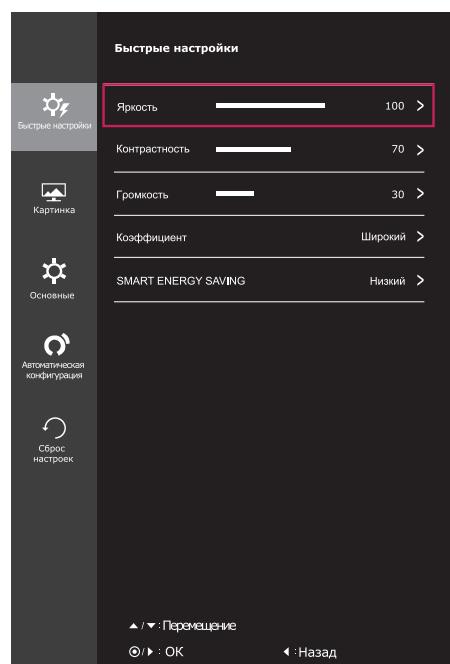 Быстрые настройки
Быстрые настройки
Картинка
Основные
Автоматическая
конфигурация
Сброс
настроек
Яркость 100 >
Контрастность 70 >
Громкость 30 >
Коэффициент Широкий >
SMART ENERGY SAVING Низкий >
▲ / ▼ : Перемещение
◉ / ▶ : OK ◀ : Назад